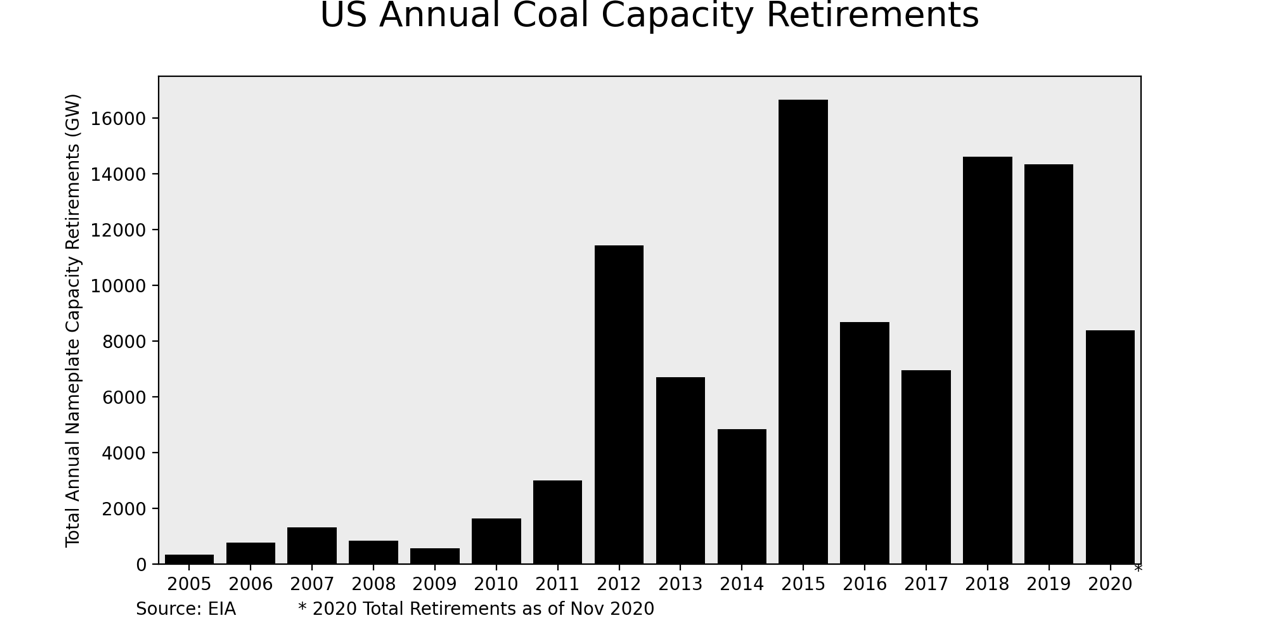 US Annual Coal Capacity Retirements
Total Annual Nameplate Capacity Retirements (GW)
16000
14000
12000
10000
8000
6000
4000
2000
0
2005 2006 2007 2008 2009 2010 2011 2012 2013 2014 2015 2016 2017 2018 2019 2020 *
Source: EIA * 2020 Total Retirements as of Nov 2020